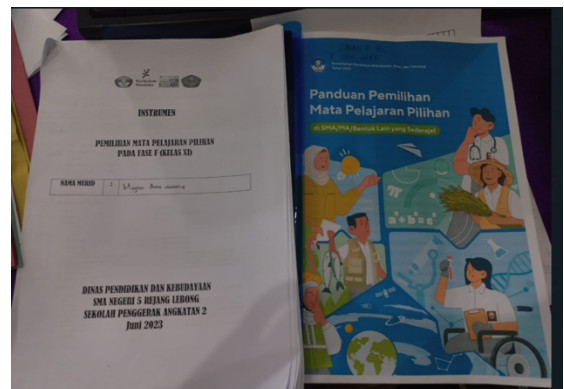 INSTRUMEN
PEMILIHAN MATA PELAJARAN PILIHAN
PADA FASE F (KELAS XI)
NAMA MURID :
DINAS PENDIDIKAN DAN KEBUDAYAAN
SMA NEGERI 5 REJANG LEBONG
SEKOLAH PENGGERAK ANGKATAN 2
Juni 2023
Panduan Pemilihan
Mata Pelajaran Pilihan
di SMA/MA/Bentuk Lain yang Sederajat